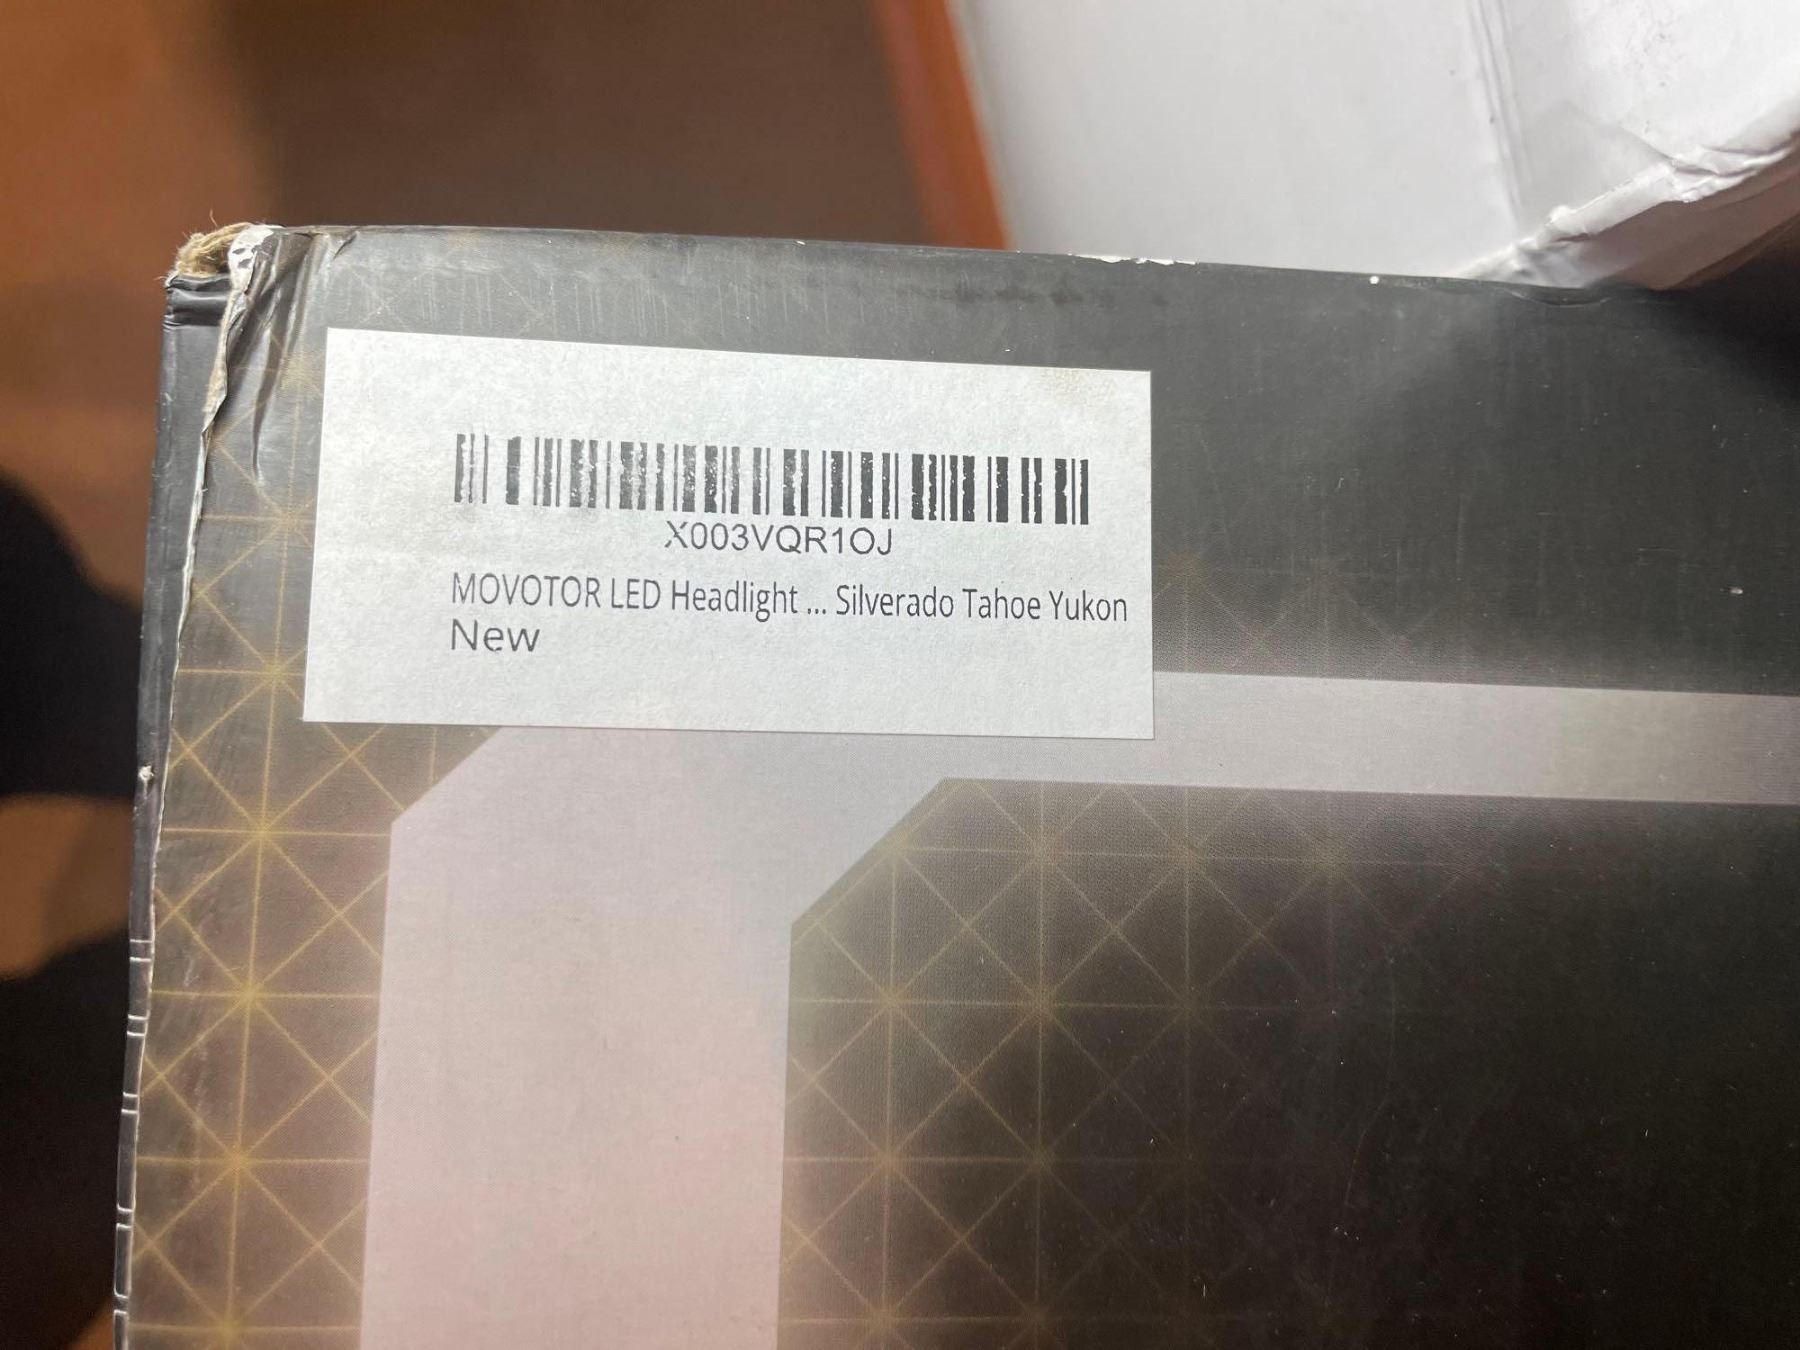 X003VQR1OJ
MOVOTOR LED Headlight ... Silverado Tahoe Yukon
New